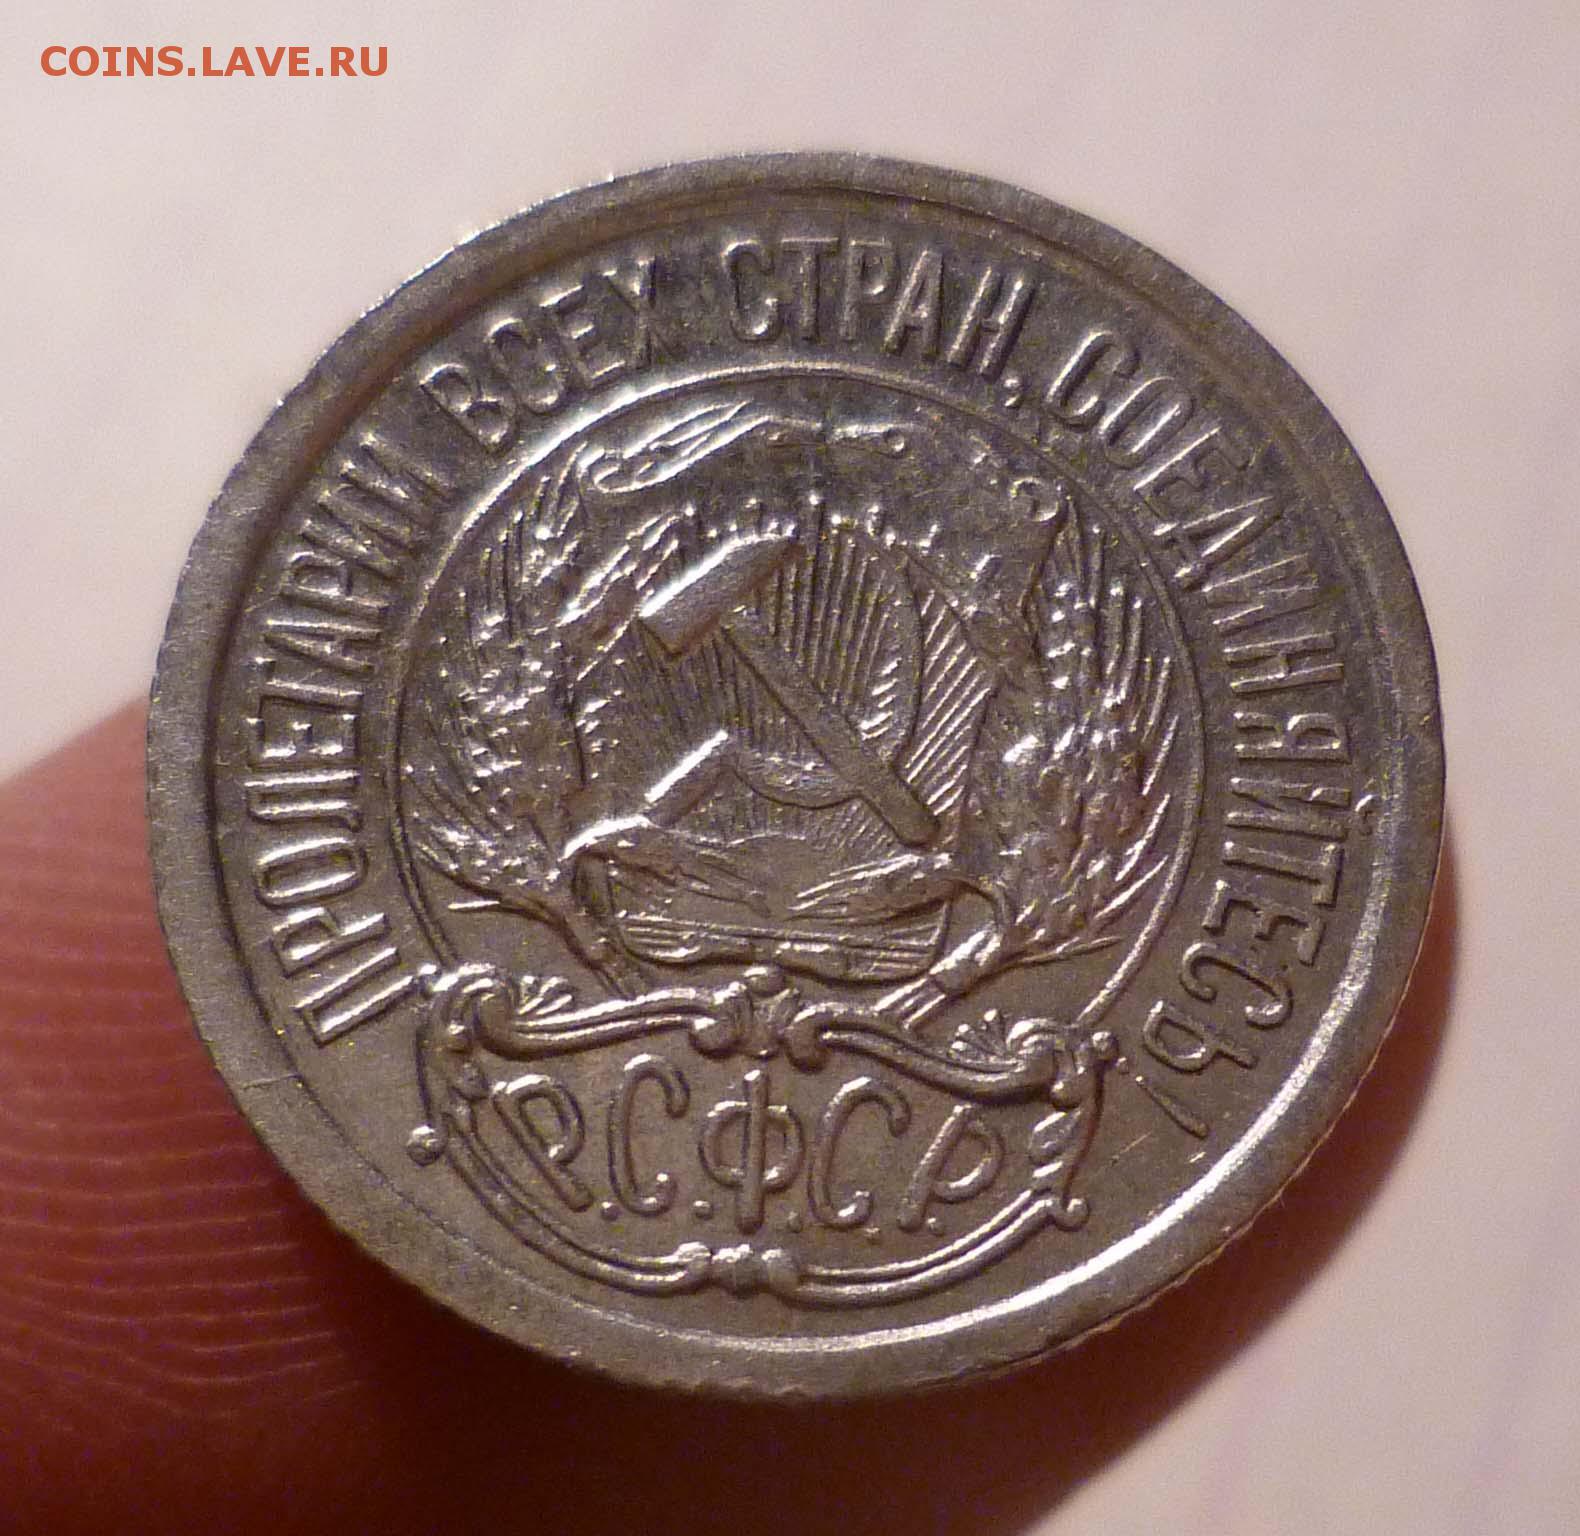 COINS.LAVE.RU
ПРОЛЕТАРИИ ВСЕХ СТРАН, СОЕДИНЯЙТЕСЬ!
Р.С.Ф.С.Р.